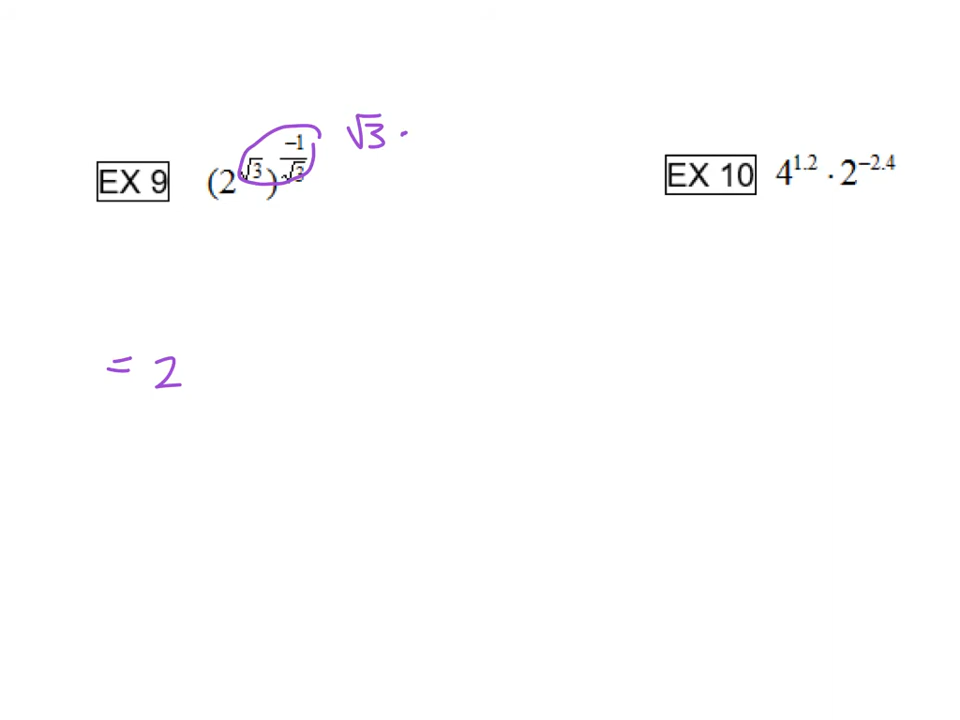 √3 ·
EX 9 (2^√3)^(−1/√3)
EX 10 4^1.2 · 2^−2.4
= 2